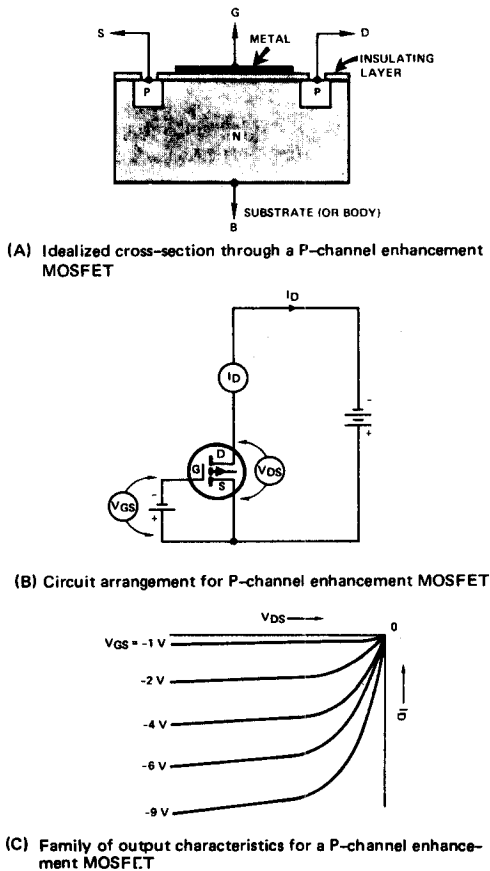 G
S
METAL
D
INSULATING
LAYER
P
P
N
SUBSTRATE (OR BODY)
B
(A) Idealized cross-section through a P-channel enhancement
MOSFET
ID
ID
-
+
D
G
S
VDS
VGS
-
+
(B) Circuit arrangement for P-channel enhancement MOSFET
VDS
0
VGS = -1 V
-2 V
ID
-4 V
-6 V
-9 V
(C) Family of output characteristics for a P-channel enhance-
ment MOSFET